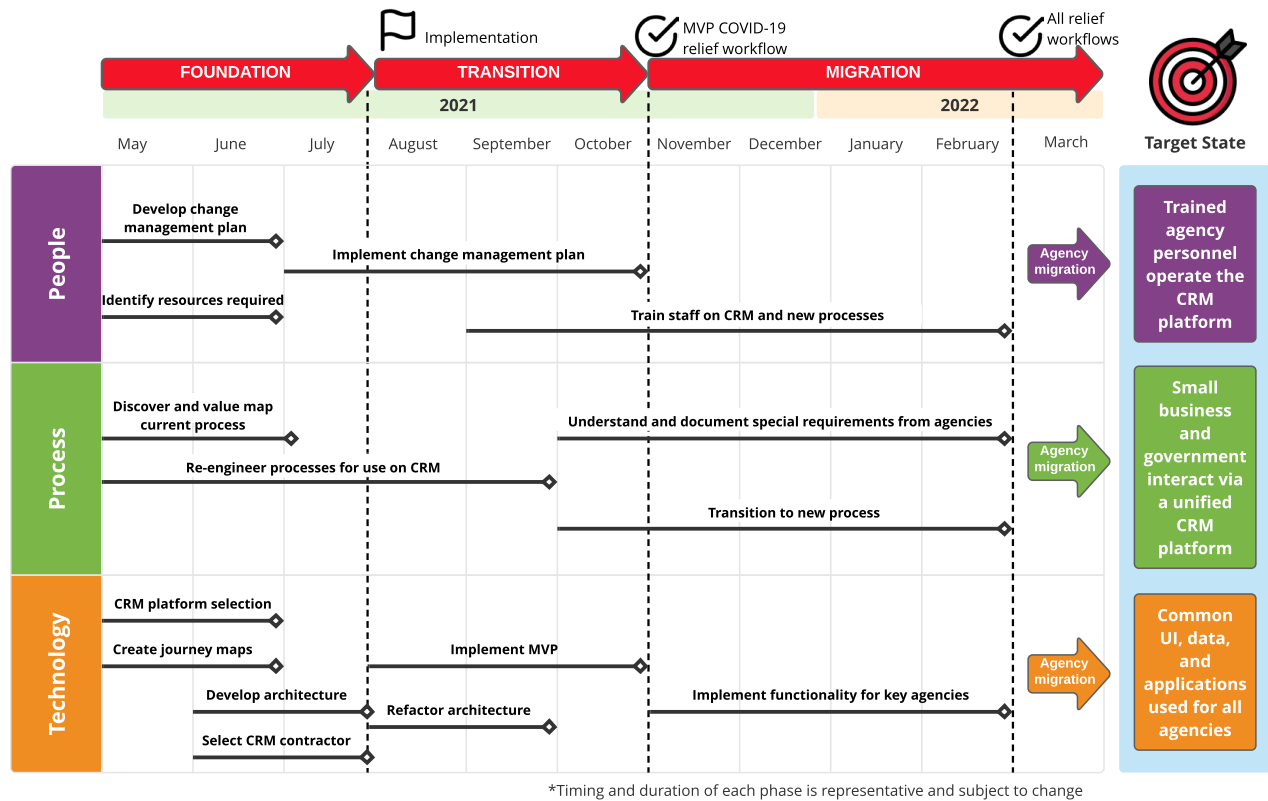 Implementation
MVP COVID-19
relief workflow
All relief
workflows
FOUNDATION
TRANSITION
MIGRATION
2021
2022
May
June
July
August
September
October
November
December
January
February
March
Target State
People
Develop change
management plan
Implement change management plan
Identify resources required
Train staff on CRM and new processes
Agency
migration
Trained
agency
personnel
operate the
CRM
platform
Process
Discover and value map
current process
Understand and document special requirements from agencies
Re-engineer processes for use on CRM
Transition to new process
Agency
migration
Small
business
and
government
interact via
a unified
CRM
platform
Technology
CRM platform selection
Create journey maps
Implement MVP
Develop architecture
Refactor architecture
Implement functionality for key agencies
Select CRM contractor
Agency
migration
Common
UI, data,
and
applications
used for all
agencies
*Timing and duration of each phase is representative and subject to change